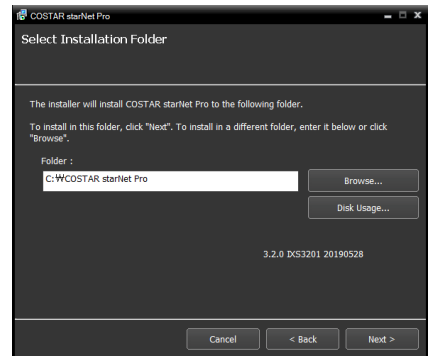 COSTAR starNet Pro
Select Installation Folder
The installer will install COSTAR starNet Pro to the following folder.
To install in this folder, click "Next". To install in a different folder, enter it below or click
"Browse".
Folder :
C:₩COSTAR starNet Pro
Browse...
Disk Usage...
3.2.0 IXS3201 20190528
Cancel
< Back
Next >